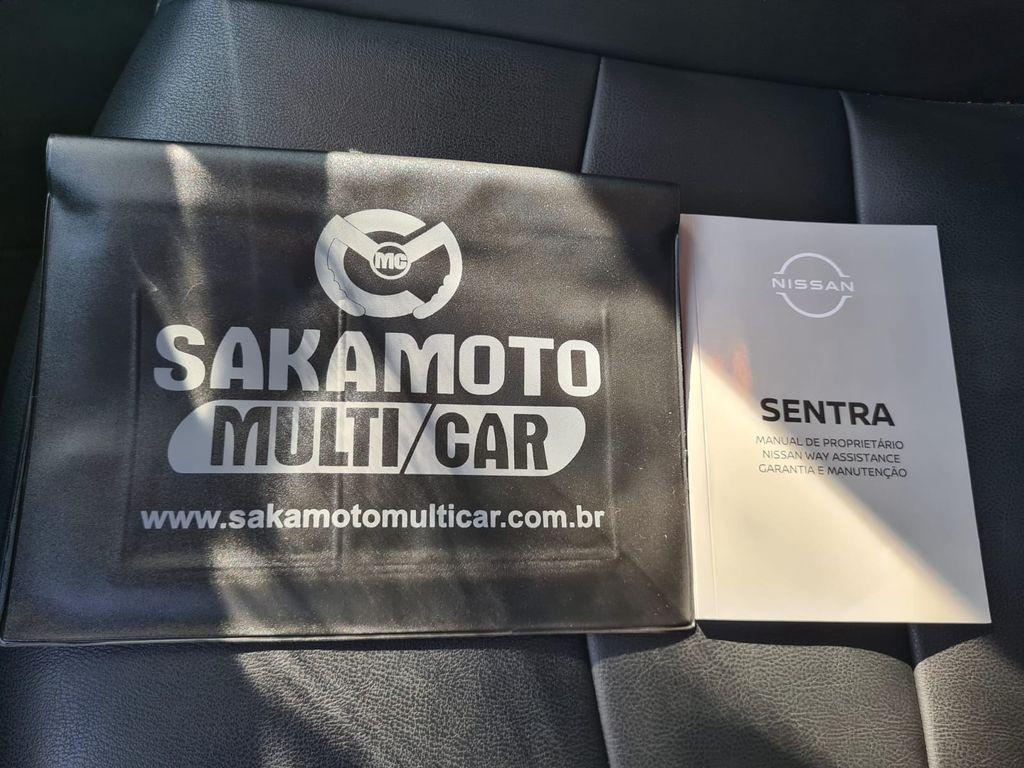 MC
SAKAMOTO
MULTI/CAR
www.sakamotomulticar.com.br
NISSAN
SENTRA
MANUAL DE PROPRIETÁRIO
NISSAN WAY ASSISTANCE
GARANTIA E MANUTENÇÃO